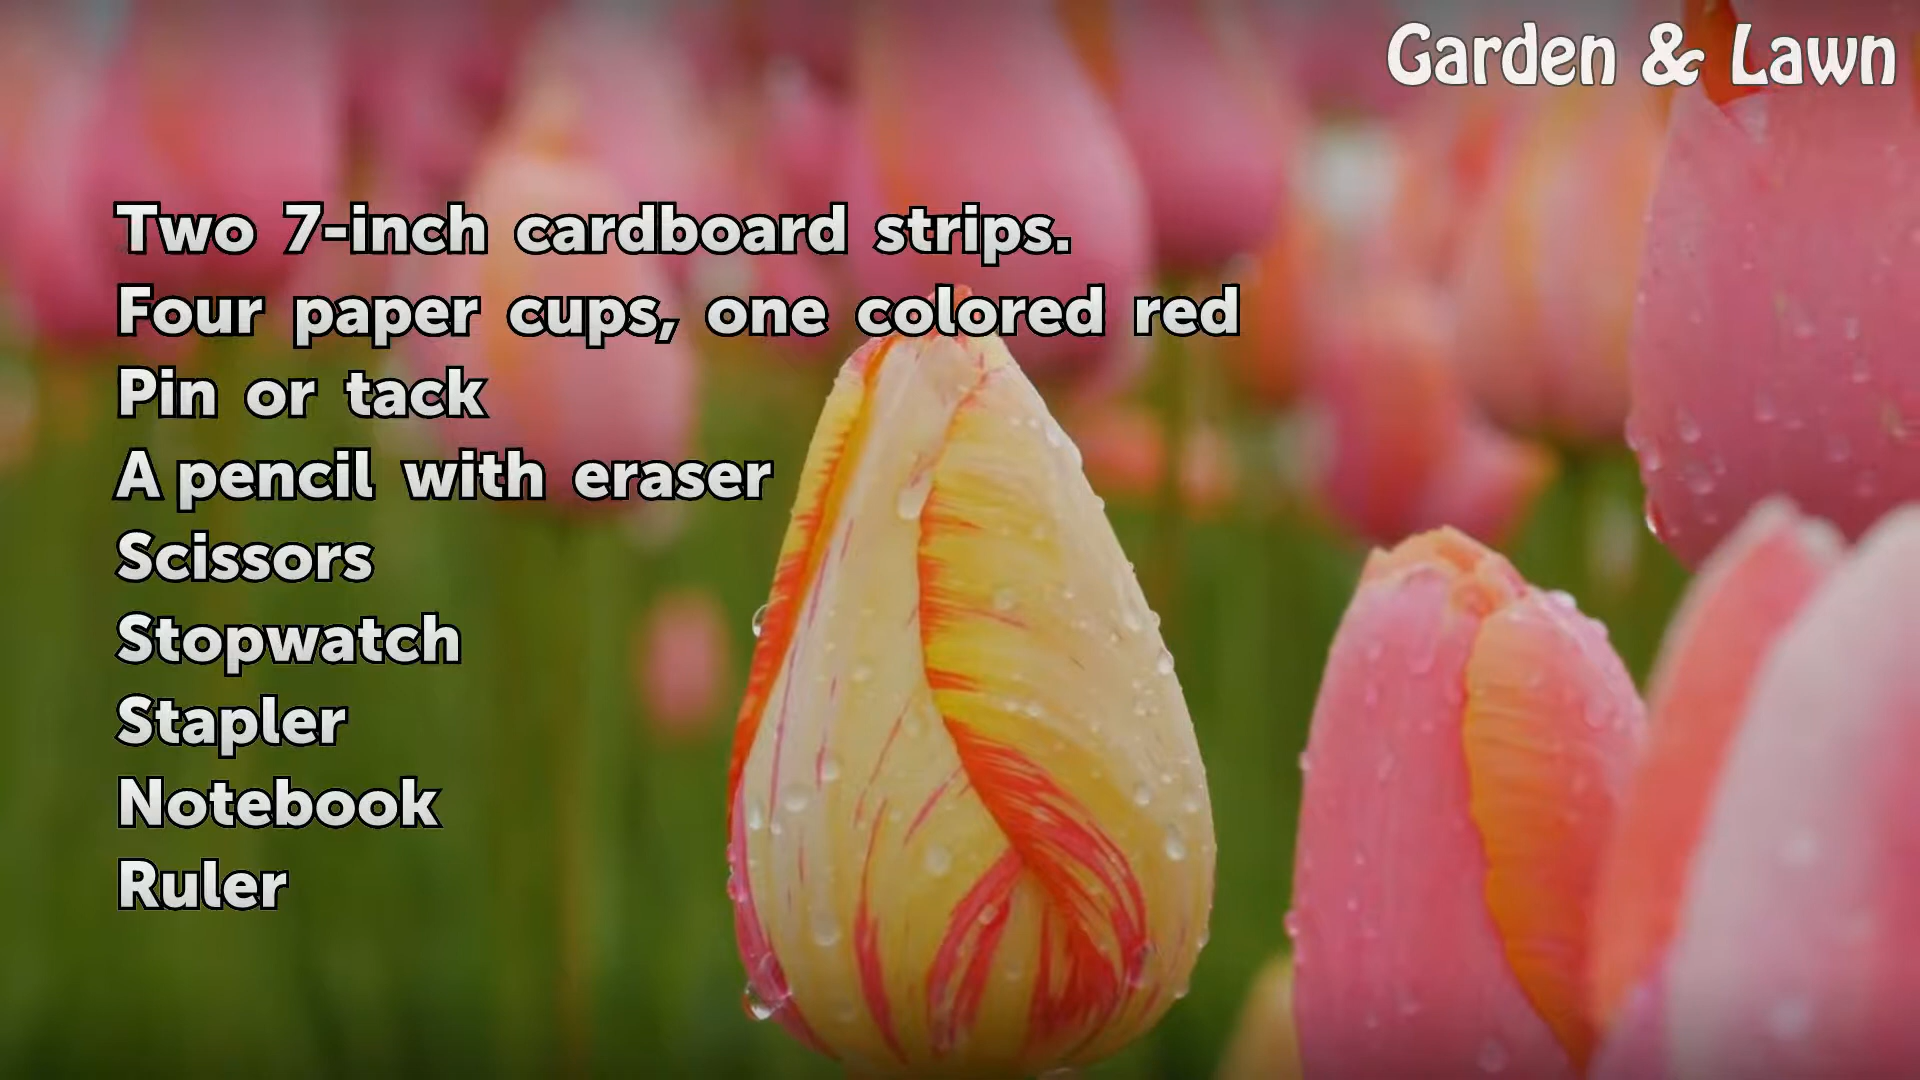 Garden & Lawn
Two 7-inch cardboard strips.
Four paper cups, one colored red
Pin or tack
A pencil with eraser
Scissors
Stopwatch
Stapler
Notebook
Ruler